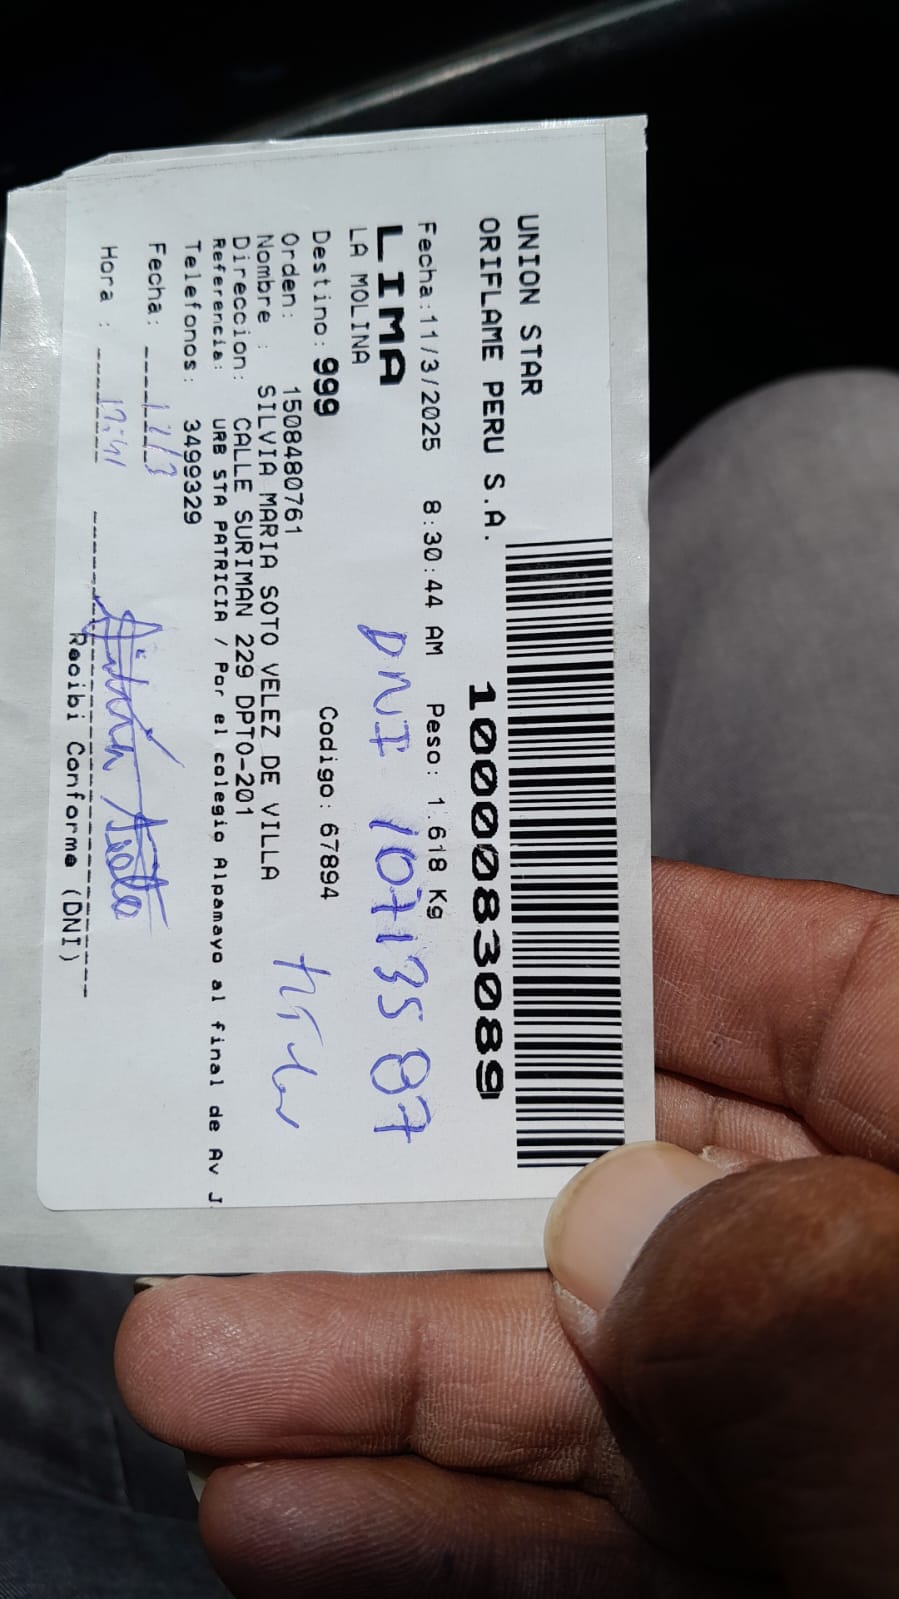 UNION STAR
ORIFLAME PERU S.A.
1000083089
Fecha:11/3/2025 8:30:44 AM Peso: 1.618 Kg
LIMA
DNI 10713587
LA MOLINA
Destino: 999 Codigo: 67894
Orden: 1508480761
Nombre : SILVIA MARIA SOTO VELEZ DE VILLA
Direccion: CALLE SURIMAN 229 DPTO-201
Referencia: URB STA PATRICIA / Por el colegio Alpamayo al final de Av J
Telefonos: 3499329
Fecha: 12/3
Hora : 12:41
Recibi Conforme (DNI)